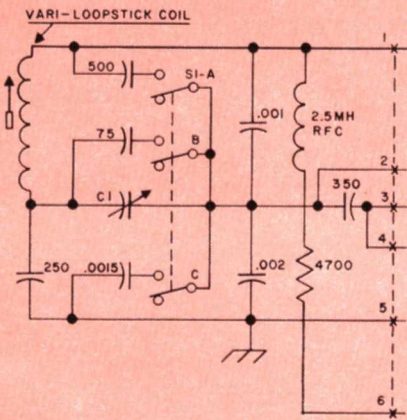 VARI-LOOPSTICK COIL
1
500
S1-A
.001
2.5MH
RFC
75
B
2
350
C1
3
4
250
.0015
C
.002
4700
5
6